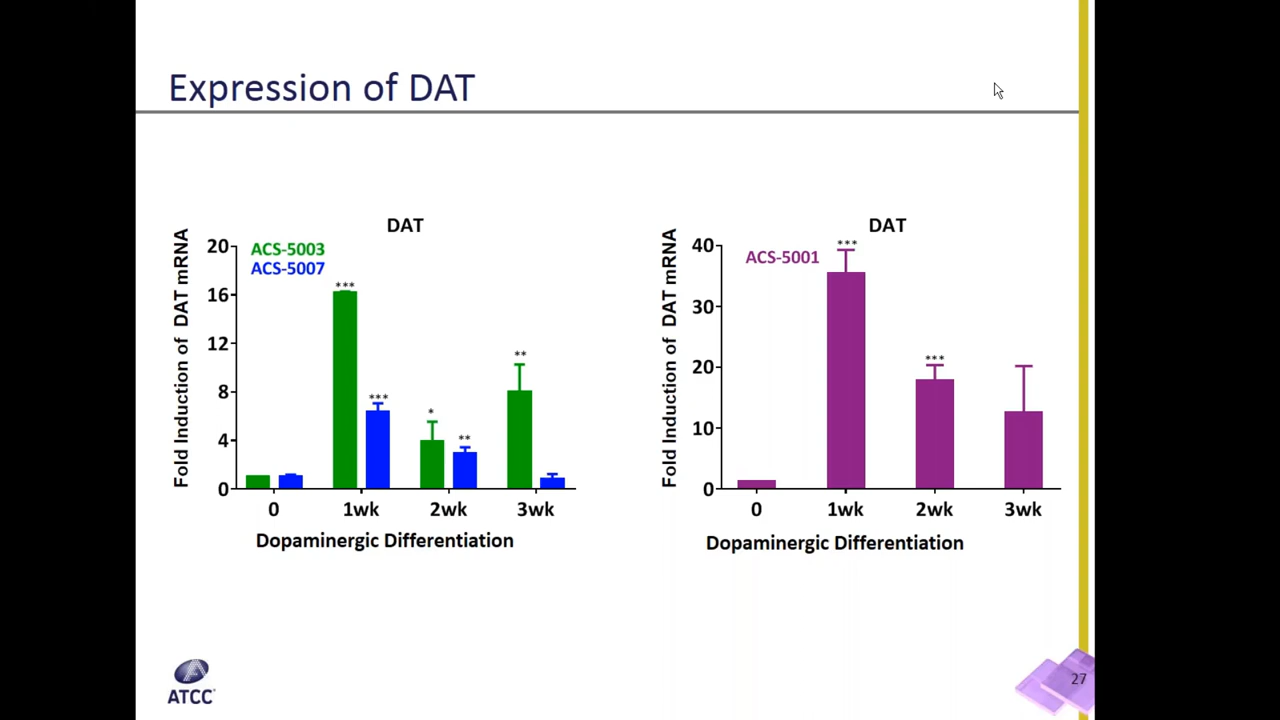 Expression of DAT
DAT
ACS-5003
ACS-5007
Fold Induction of DAT mRNA
20
16
12
8
4
0
***
***
*
**
**
0 1wk 2wk 3wk
Dopaminergic Differentiation
DAT
ACS-5001
Fold Induction of DAT mRNA
40
30
20
10
0
***
***
0 1wk 2wk 3wk
Dopaminergic Differentiation
ATCC
27